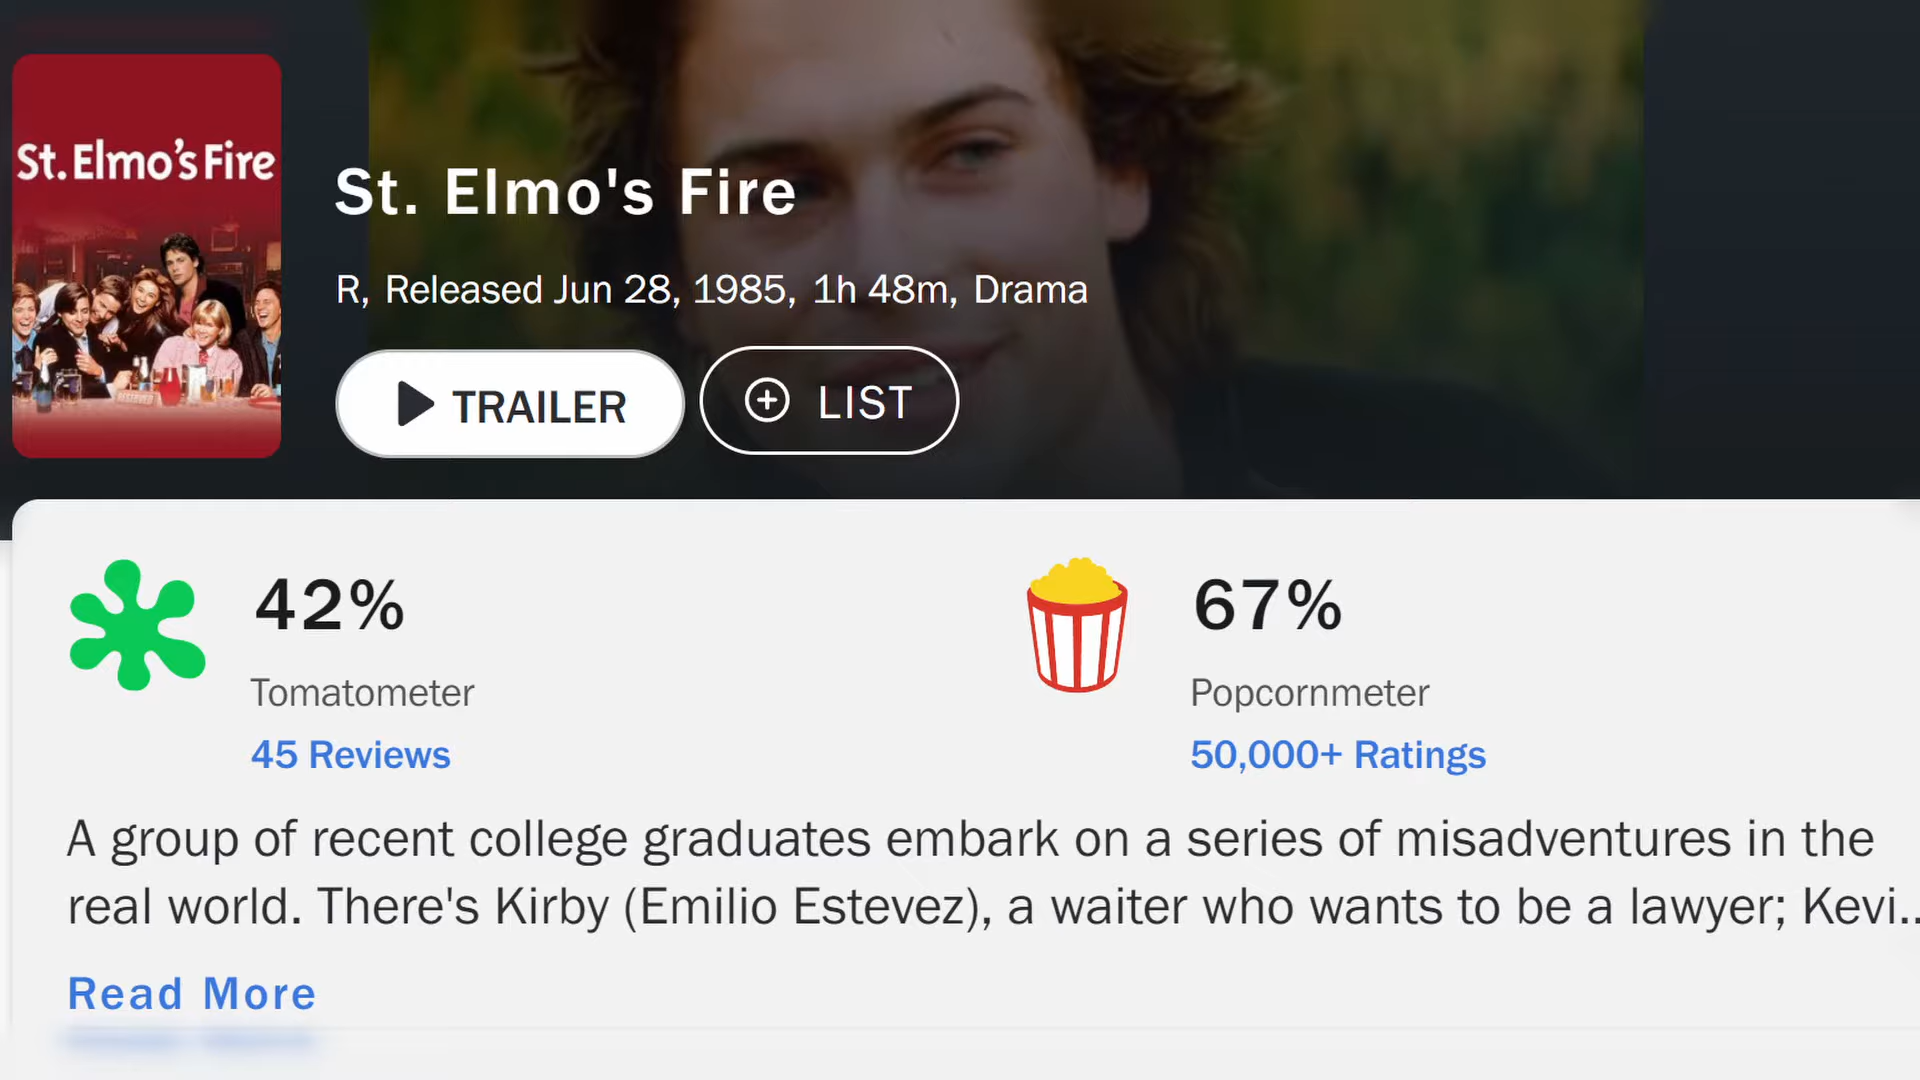 St. Elmo's Fire
St. Elmo's Fire
R, Released Jun 28, 1985, 1h 48m, Drama
TRAILER
LIST
42%
Tomatometer
45 Reviews
67%
Popcornmeter
50,000+ Ratings
A group of recent college graduates embark on a series of misadventures in the
real world. There's Kirby (Emilio Estevez), a waiter who wants to be a lawyer; Kevi..
Read More
RESERVED